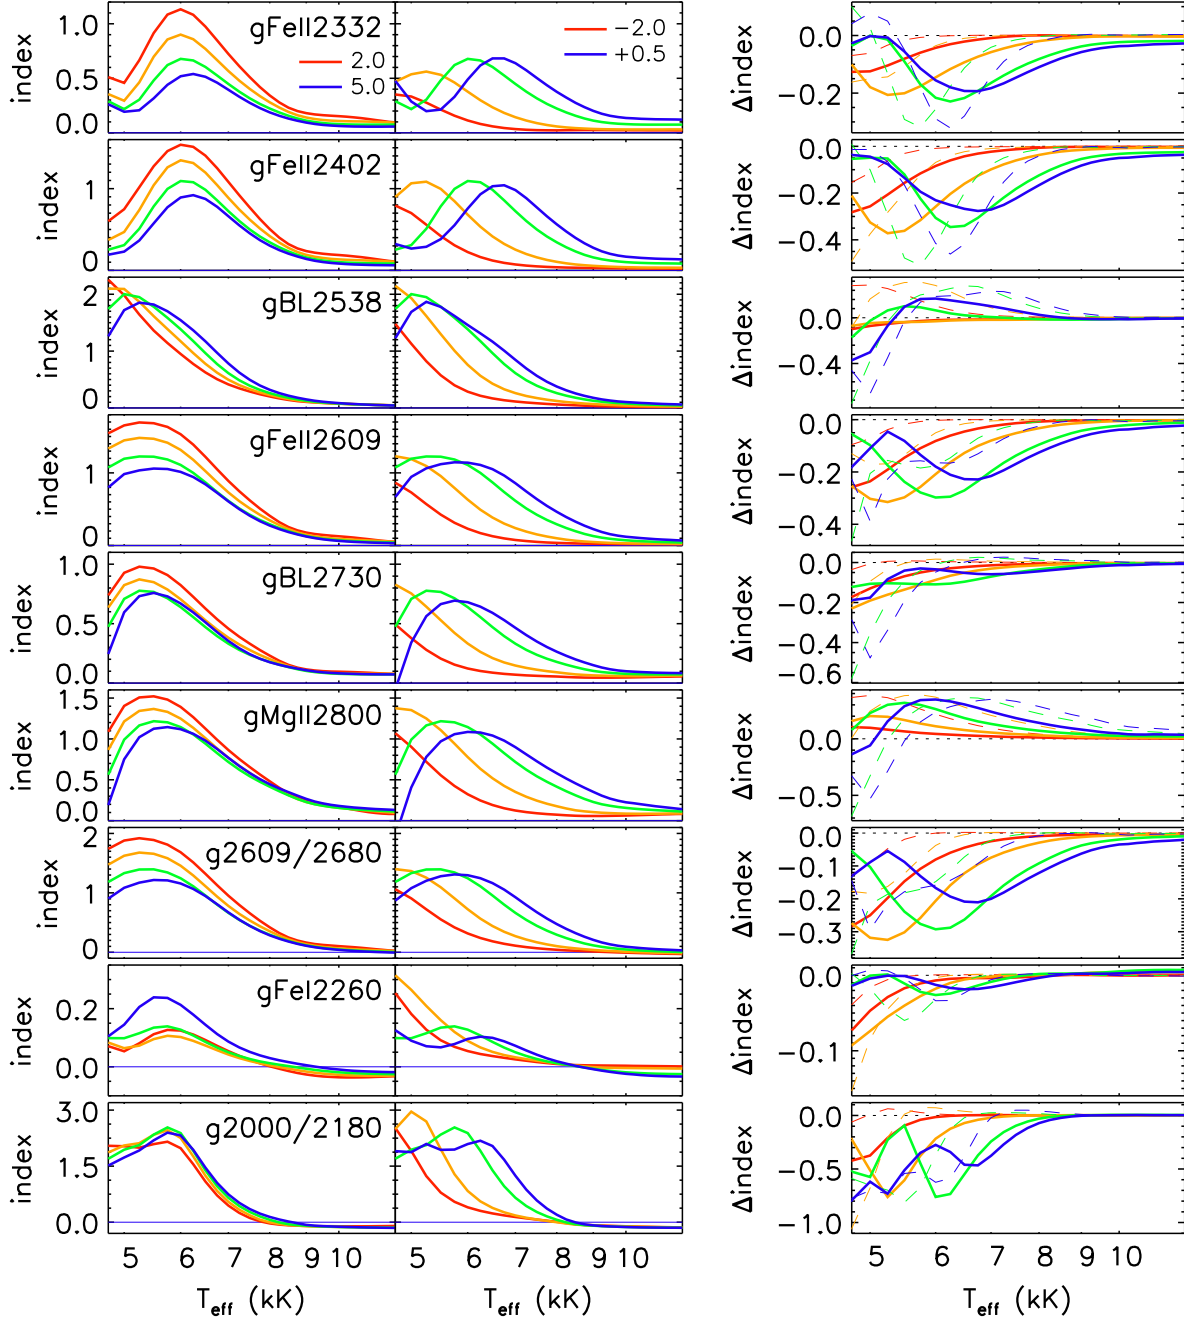 gFeII2332
2.0
5.0
−2.0
+0.5
index
1.0
0.5
0.0
Δindex
0.0
−0.2
gFeII2402
index
1
0
Δindex
0.0
−0.2
−0.4
gBL2538
index
2
1
0
Δindex
0.0
−0.4
gFeII2609
index
1
0
Δindex
0.0
−0.2
−0.4
gBL2730
index
1.0
0.5
0.0
Δindex
0.0
−0.2
−0.4
−0.6
gMgII2800
index
1.5
1.0
0.5
0.0
Δindex
0.0
−0.5
g2609/2680
index
2
1
0
Δindex
0.0
−0.1
−0.2
−0.3
gFeI2260
index
0.2
0.0
Δindex
0.0
−0.1
g2000/2180
index
3.0
1.5
0.0
Δindex
0.0
−0.5
−1.0
5 6 7 8 9 10
5 6 7 8 9 10
5 6 7 8 10
Teff (kK)
Teff (kK)
Teff (kK)